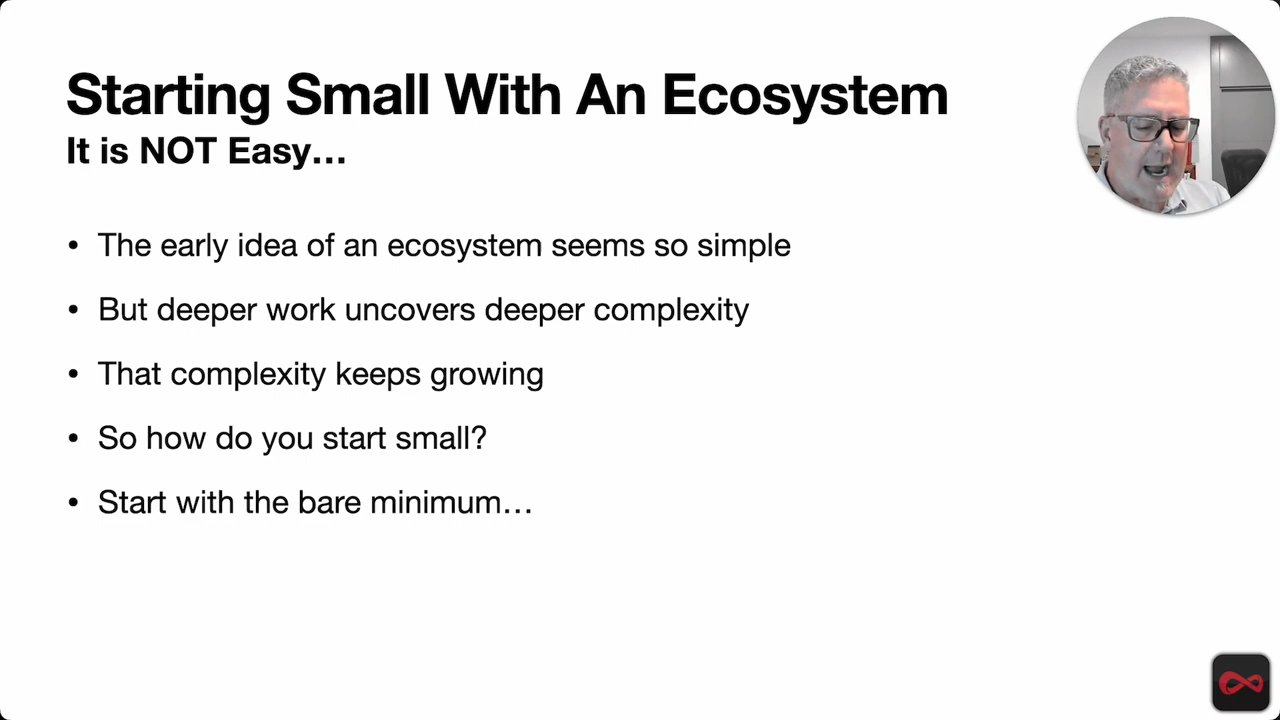 Starting Small With An Ecosystem
It is NOT Easy...
• The early idea of an ecosystem seems so simple
• But deeper work uncovers deeper complexity
• That complexity keeps growing
• So how do you start small?
• Start with the bare minimum...